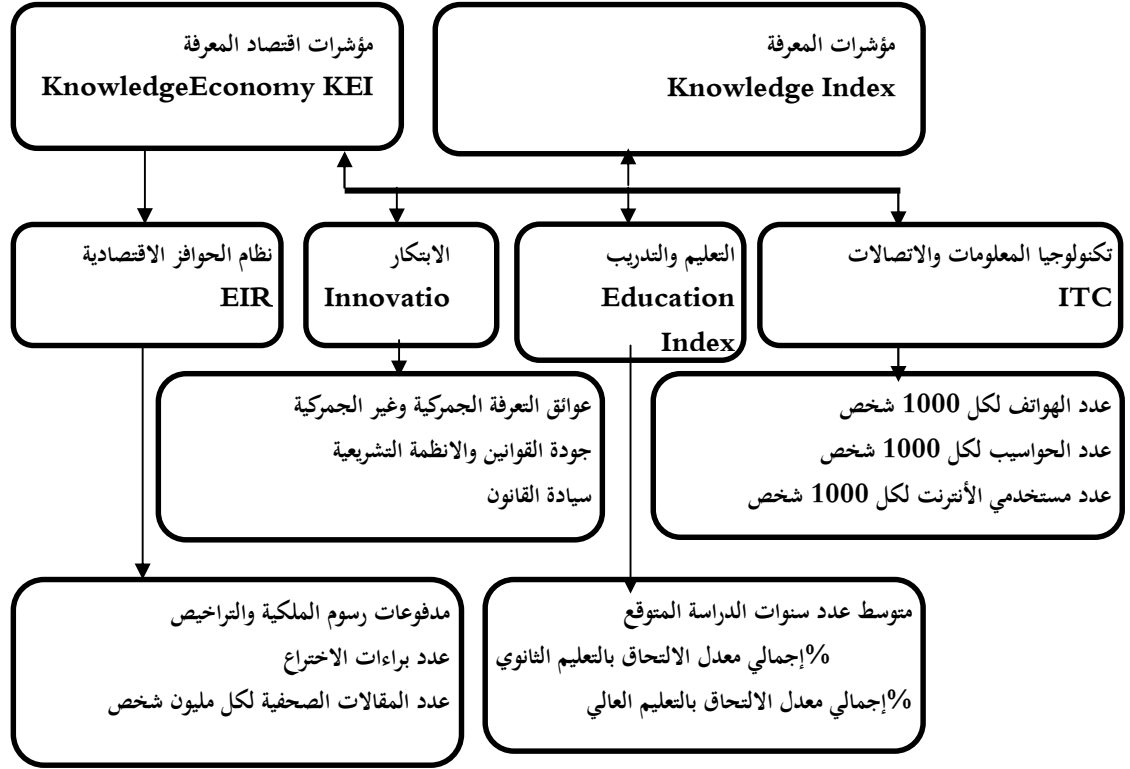 مؤشرات المعرفة
Knowledge Index
مؤشرات اقتصاد المعرفة
KnowledgeEconomy KEI
تكنولوجيا المعلومات والاتصالات
ITC
التعليم والتدريب
Education
Index
الابتكار
Innovatio
نظام الحوافز الاقتصادية
EIR
عدد الهواتف لكل 1000 شخص
عدد الحواسيب لكل 1000 شخص
عدد مستخدمي الأنترنت لكل 1000 شخص
عوائق التعرفة الجمركية وغير الجمركية
جودة القوانين والانظمة التشريعية
سيادة القانون
متوسط عدد سنوات الدراسة المتوقع
%إجمالي معدل الالتحاق بالتعليم الثانوي
%إجمالي معدل الالتحاق بالتعليم العالي
مدفوعات رسوم الملكية والتراخيص
عدد براءات الاختراع
عدد المقالات الصحفية لكل مليون شخص